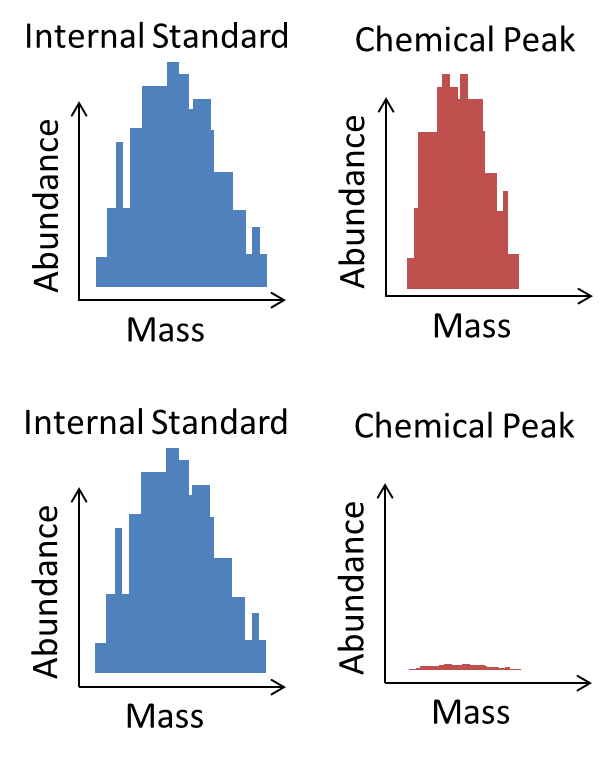 Internal Standard
Chemical Peak
Abundance
Abundance
Mass
Mass
Internal Standard
Chemical Peak
Abundance
Abundance
Mass
Mass